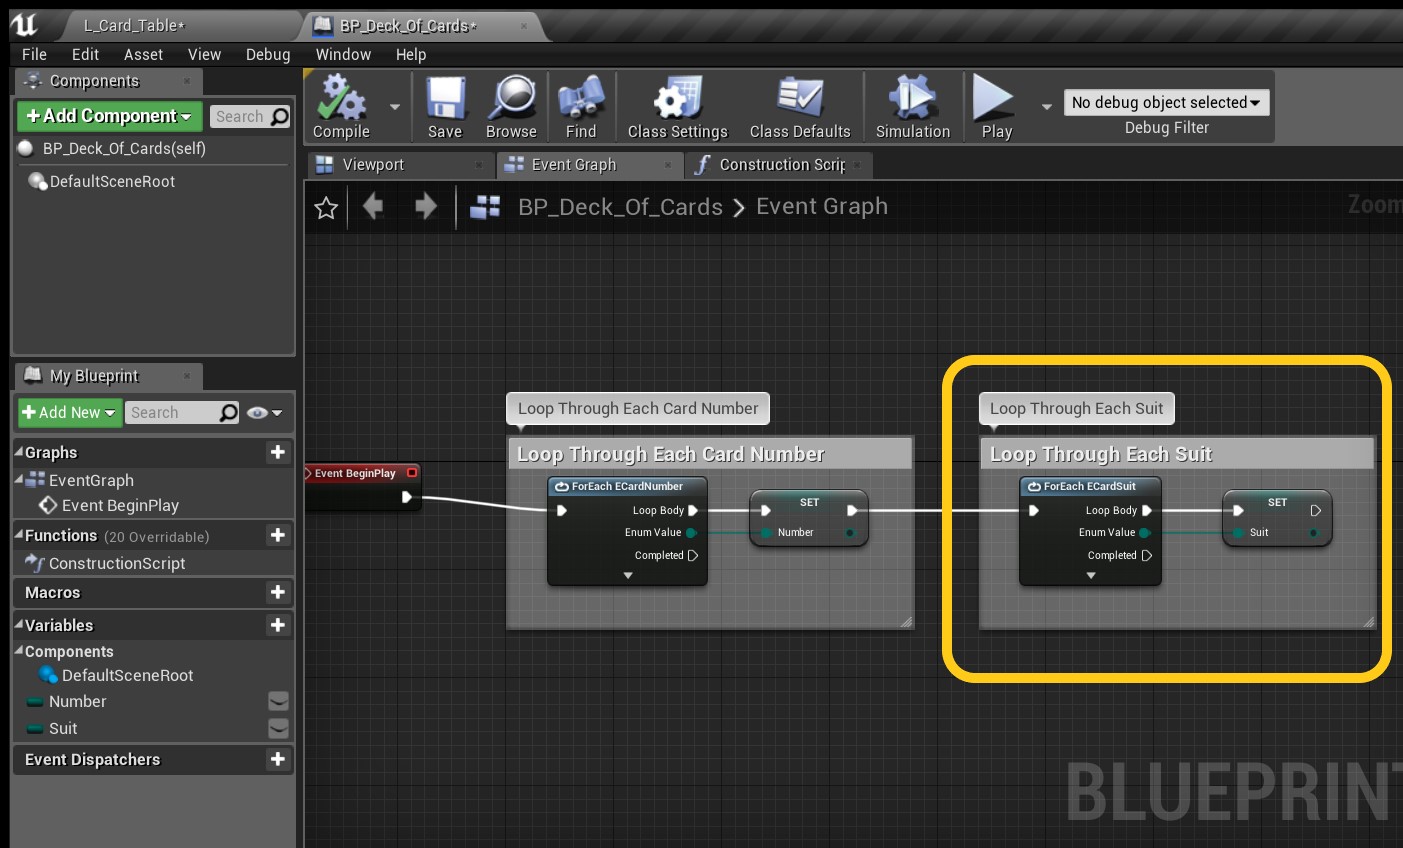 L_Card_Table*
BP_Deck_Of_Cards*
File Edit Asset View Debug Window Help
Components
+Add Component
Search
BP_Deck_Of_Cards(self)
DefaultSceneRoot
Compile
Save
Browse
Find
Class Settings
Class Defaults
Simulation
Play
No debug object selected
Debug Filter
Viewport
Event Graph
Construction Scrip
BP_Deck_Of_Cards > Event Graph
Zoom
My Blueprint
+Add New
Search
Graphs
EventGraph
Event BeginPlay
Functions (20 Overridable)
ConstructionScript
Macros
Variables
Components
DefaultSceneRoot
Number
Suit
Event Dispatchers
Event BeginPlay
Loop Through Each Card Number
Loop Through Each Card Number
ForEach ECardNumber
Loop Body
Enum Value
Completed
SET
Number
Loop Through Each Suit
Loop Through Each Suit
ForEach ECardSuit
Loop Body
Enum Value
Completed
SET
Suit
BLUEPRINT